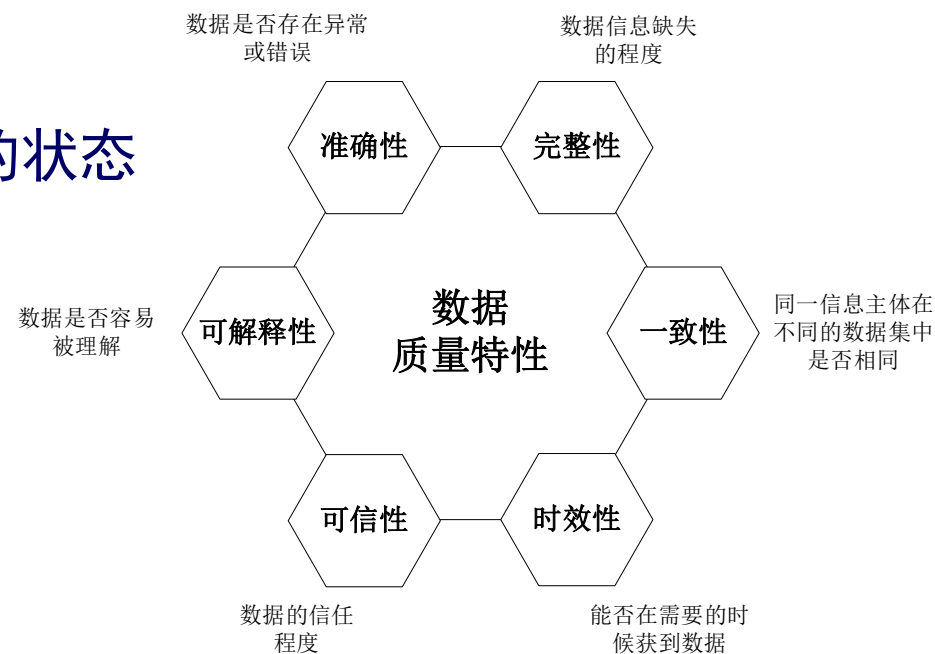 数据是否存在异常
或错误
数据信息缺失
的程度
准确性
完整性
的状态
数据是否容易
被理解
可解释性
数据
质量特性
一致性
同一信息主体在
不同的数据集中
是否相同
可信性
时效性
数据的信任
程度
能否在需要的时
候获到数据